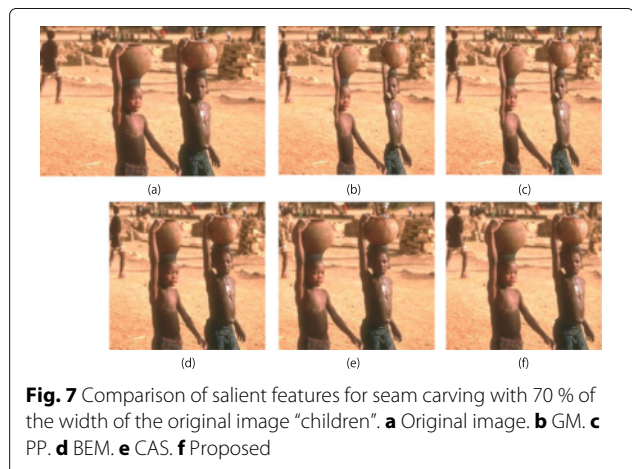 (a)
(b)
(c)
(d)
(e)
(f)
Fig. 7 Comparison of salient features for seam carving with 70 % of
the width of the original image “children”. a Original image. b GM. c
PP. d BEM. e CAS. f Proposed